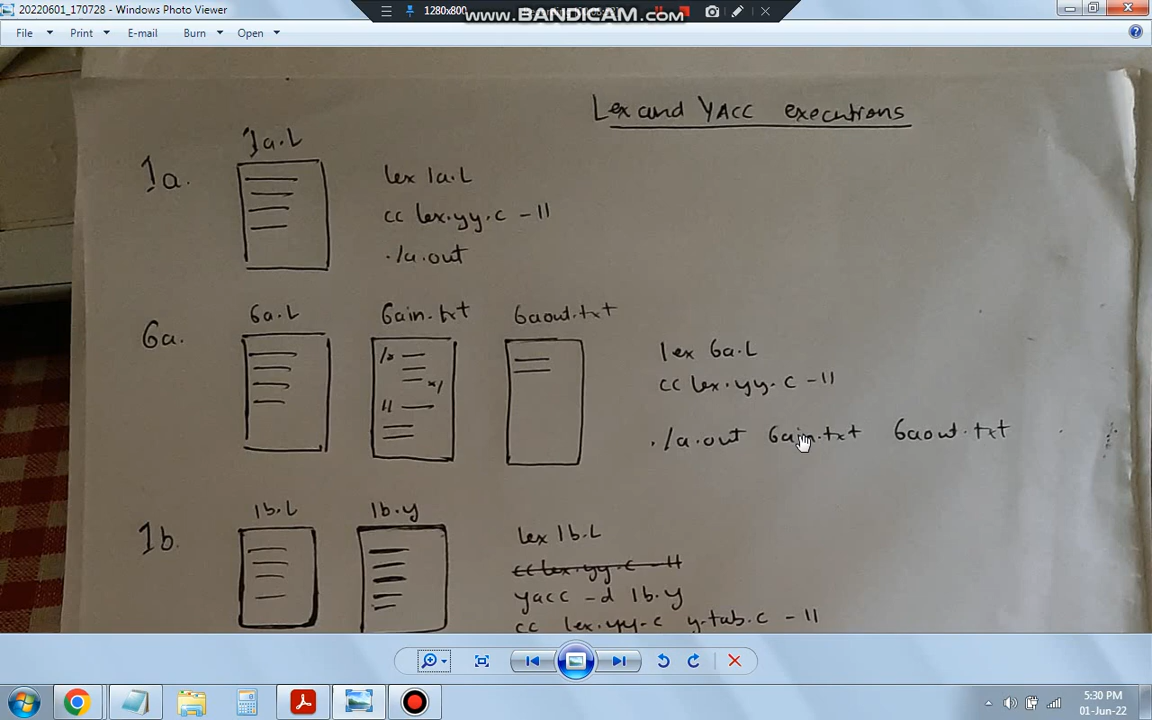 20220601_170728 - Windows Photo Viewer
1280x800
www.BANDICAM.com
File Print E-mail Burn Open
Lex and YACC executions
1a.
1a.L
lex 1a.L
cc lex.yy.c -ll
./a.out
6a.
6a.L 6ain.txt 6aout.txt
/* */ //
lex 6a.L
cc lex.yy.c -ll
./a.out 6ain.txt 6aout.txt
1b.
1b.L 1b.y
lex 1b.L
cc lex.yy.c -ll
yacc -d 1b.y
cc lex.yy.c y.tab.c -ll
5:30 PM
01-Jun-22